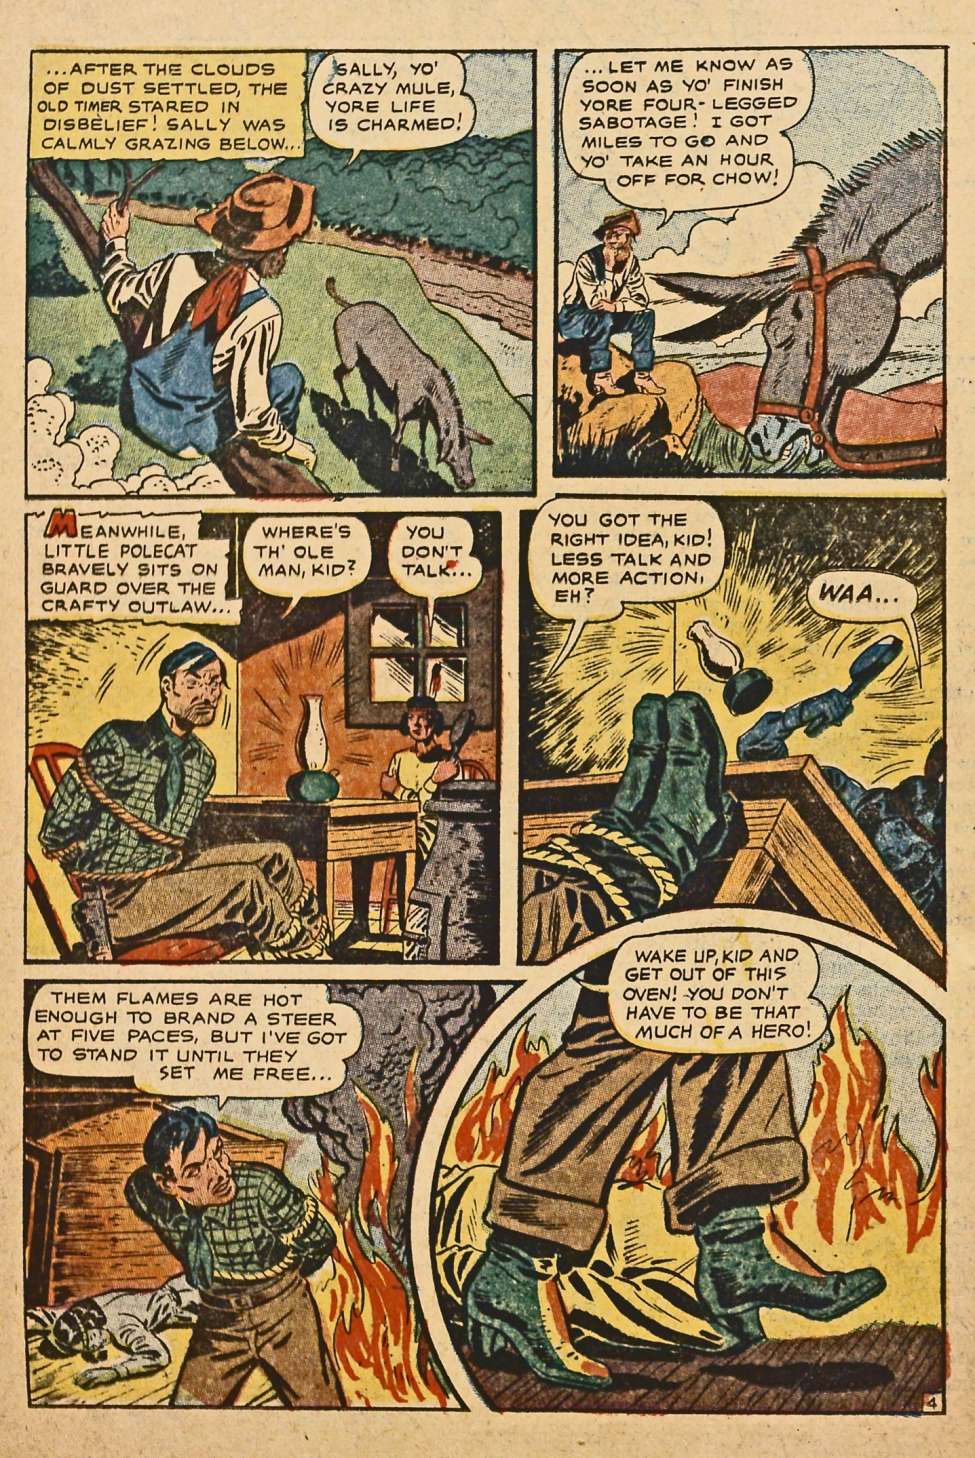 ...AFTER THE CLOUDS
OF DUST SETTLED, THE
OLD TIMER STARED IN
DISBELIEF! SALLY WAS
CALMLY GRAZING BELOW...
SALLY, YO'
CRAZY MULE,
YORE LIFE
IS CHARMED!
...LET ME KNOW AS
SOON AS YO' FINISH
YORE FOUR-LEGGED
SABOTAGE! I GOT
MILES TO GO AND
YO' TAKE AN HOUR
OFF FOR CHOW!
MEANWHILE,
LITTLE POLECAT
BRAVELY SITS ON
GUARD OVER THE
CRAFTY OUTLAW...
WHERE'S
TH' OLE
MAN, KID?
YOU
DON'T
TALK...
YOU GOT THE
RIGHT IDEA, KID!
LESS TALK AND
MORE ACTION,
EH?
WAA...
THEM FLAMES ARE HOT
ENOUGH TO BRAND A STEER
AT FIVE PACES, BUT I'VE GOT
TO STAND IT UNTIL THEY
SET ME FREE...
WAKE UP, KID AND
GET OUT OF THIS
OVEN! YOU DON'T
HAVE TO BE THAT
MUCH OF A HERO!
4